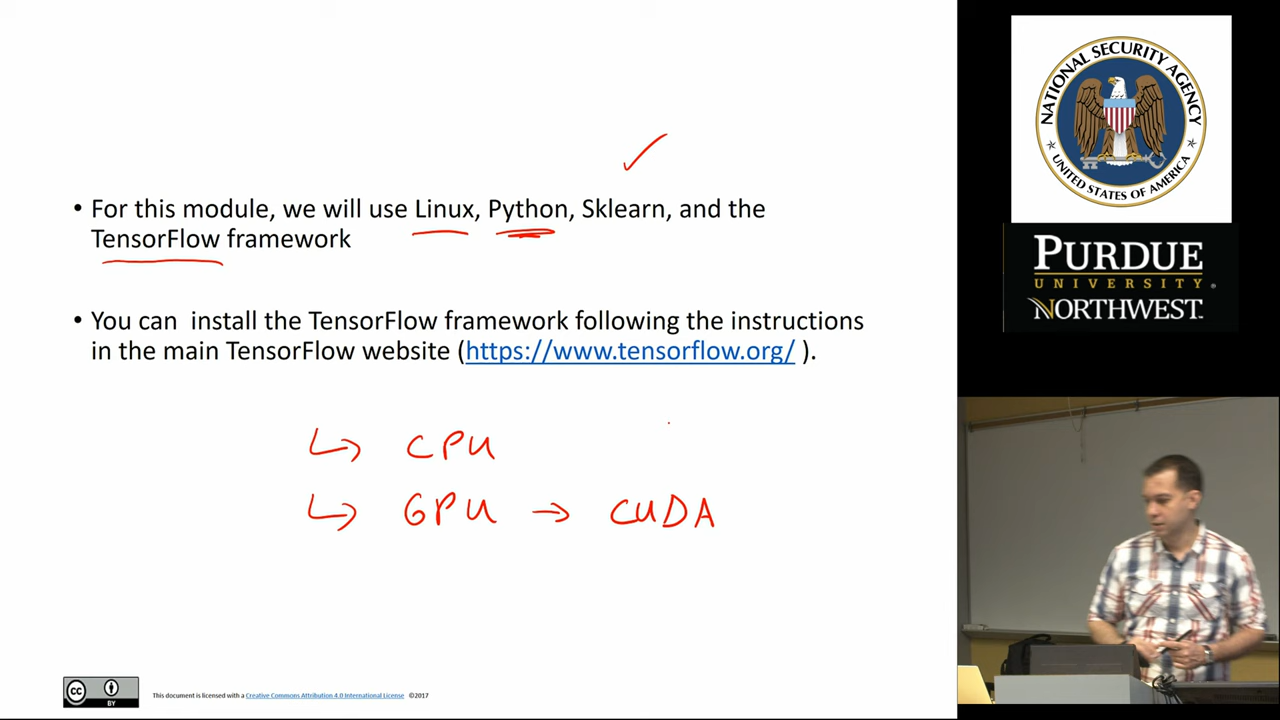 • For this module, we will use Linux, Python, Sklearn, and the
TensorFlow framework
• You can  install the TensorFlow framework following the instructions
in the main TensorFlow website (https://www.tensorflow.org/ ).
↳ CPU
↳ GPU → CUDA
cc BY
This document is licensed with a Creative Commons Attribution 4.0 International License ©2017
NATIONAL SECURITY AGENCY
UNITED STATES OF AMERICA
PURDUE
UNIVERSITY®
NORTHWEST